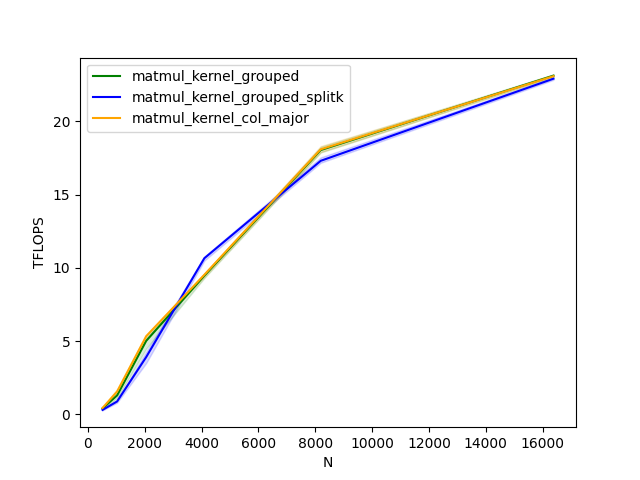 matmul_kernel_grouped
matmul_kernel_grouped_splitk
matmul_kernel_col_major
20
15
10
5
0
TFLOPS
0 2000 4000 6000 8000 10000 12000 14000 16000
N